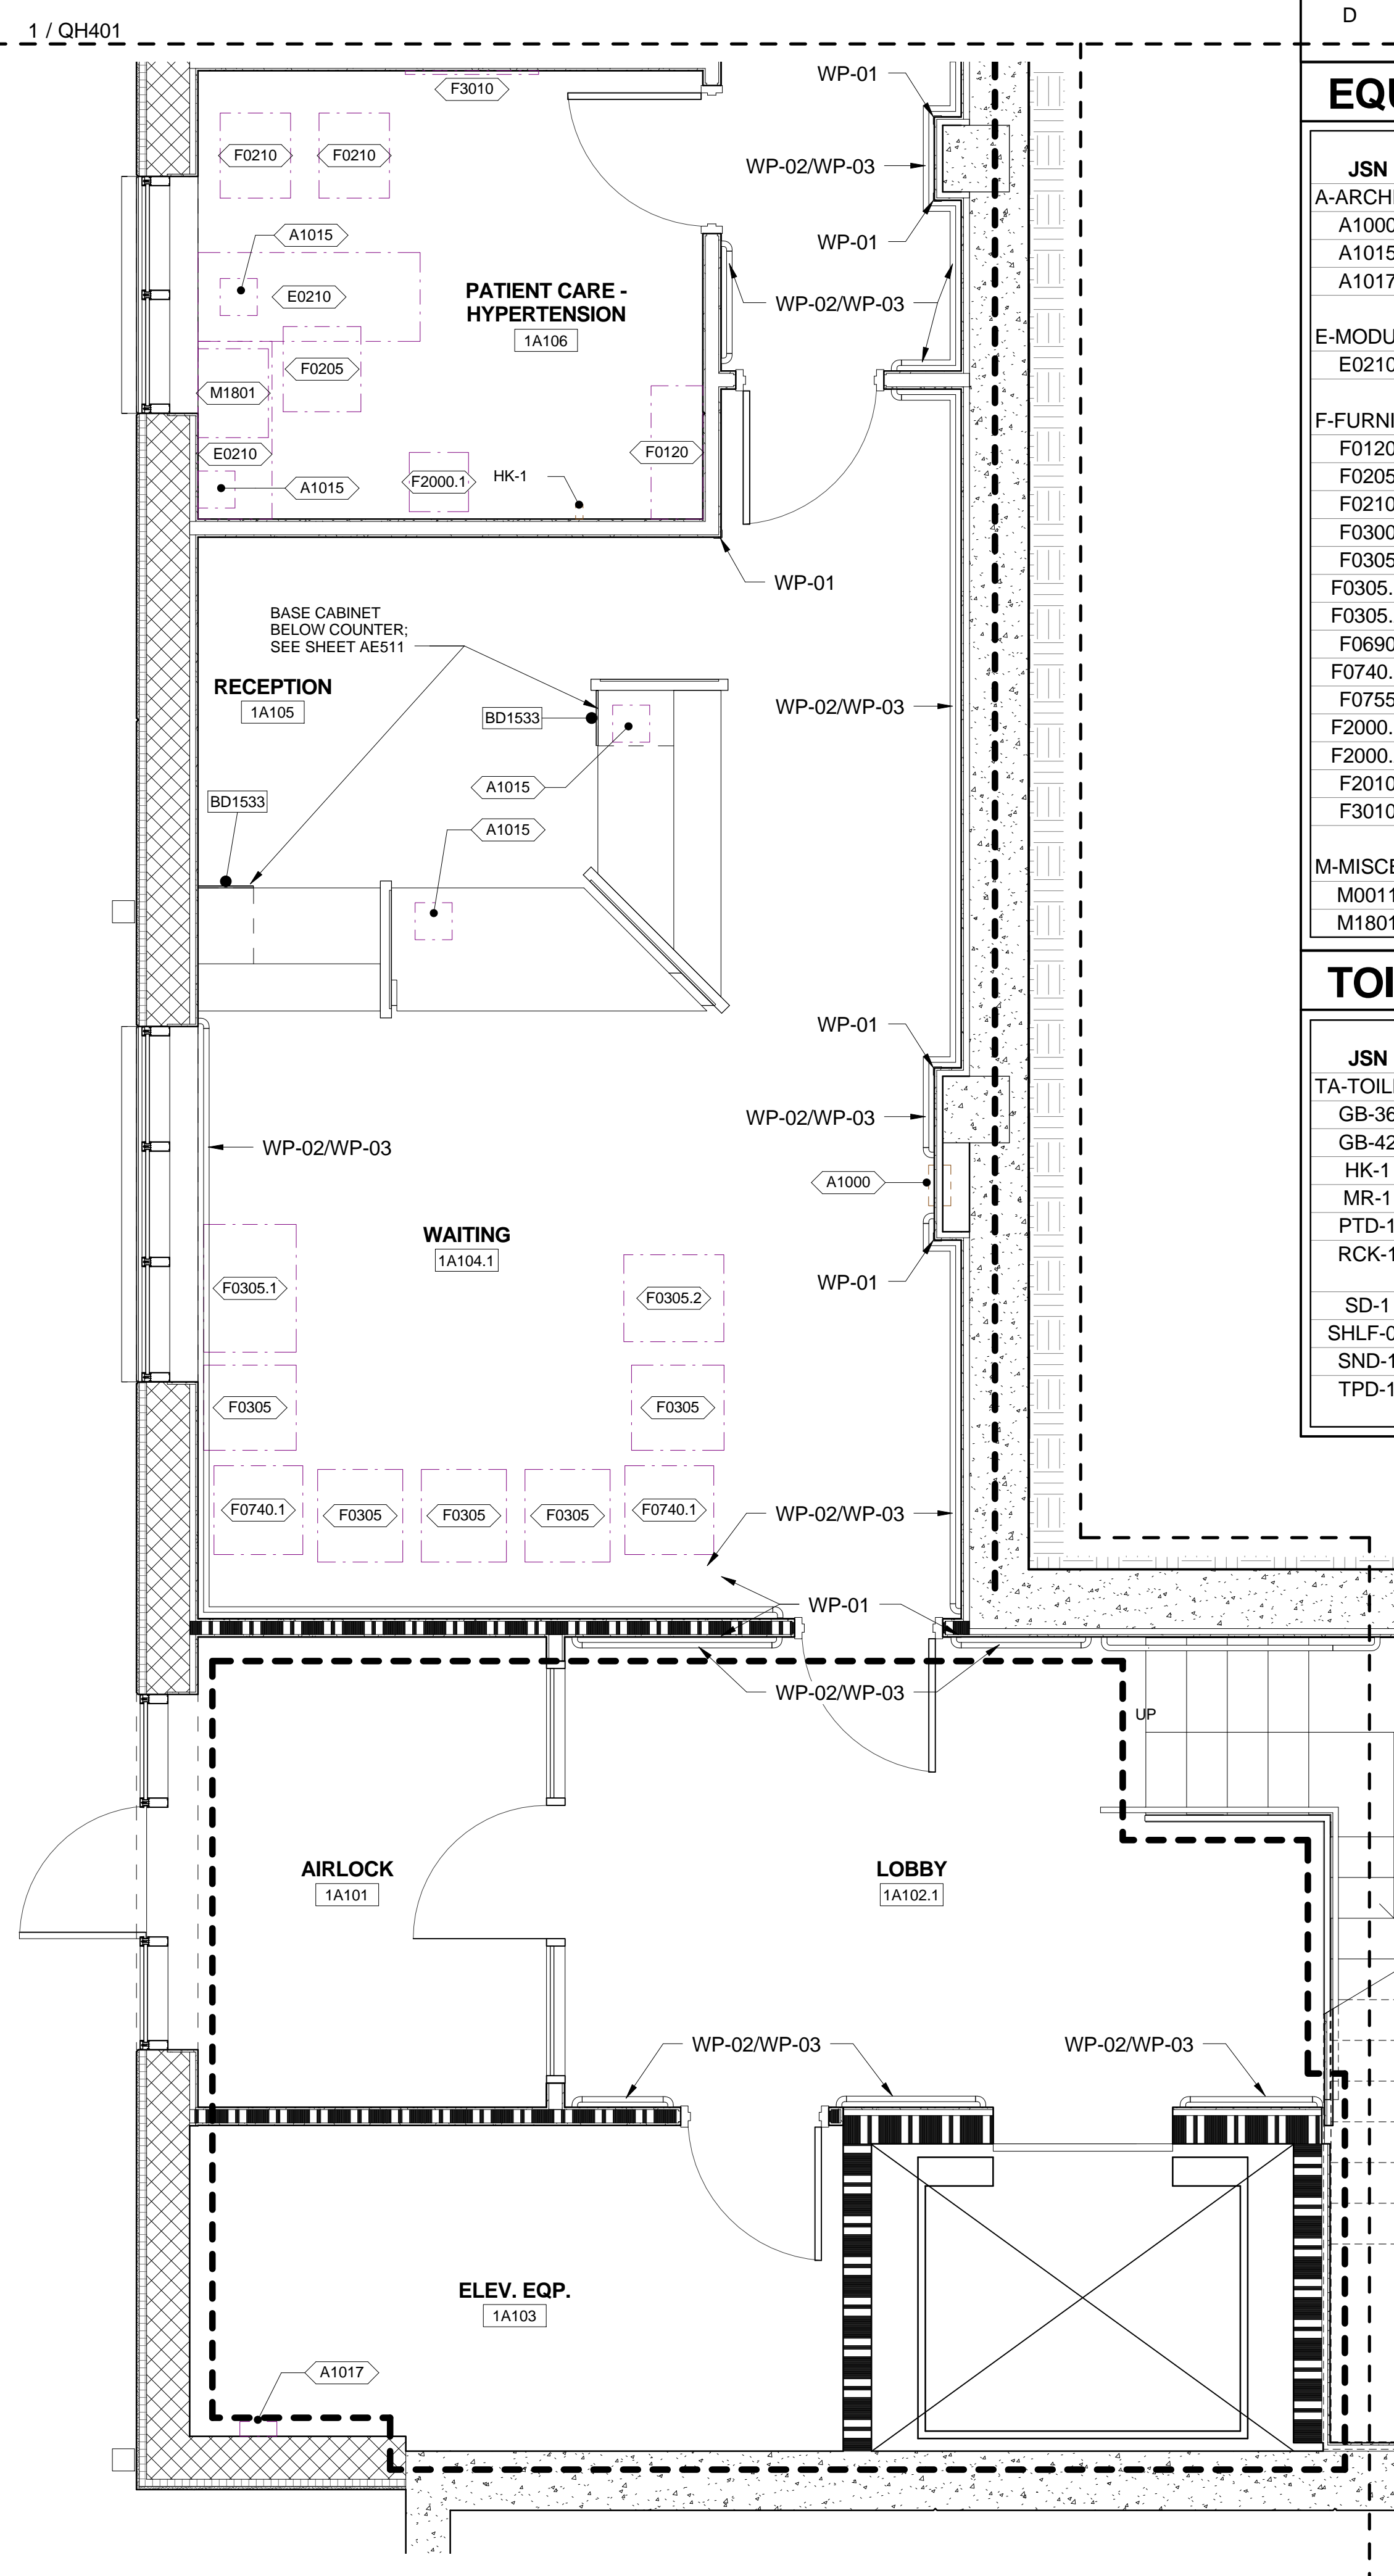 1 / QH401
D
F3010
WP-01
F0210
F0210
WP-02/WP-03
A1015
WP-01
E0210
PATIENT CARE -
HYPERTENSION
1A106
WP-02/WP-03
F0205
M1801
E0210
A1015
F2000.1
HK-1
F0120
WP-01
BASE CABINET
BELOW COUNTER;
SEE SHEET AE511
RECEPTION
1A105
BD1533
WP-02/WP-03
A1015
BD1533
A1015
WP-01
WP-02/WP-03
WP-02/WP-03
A1000
WAITING
1A104.1
WP-01
F0305.1
F0305.2
F0305
F0305
F0740.1
F0305
F0305
F0305
F0740.1
WP-02/WP-03
WP-01
WP-02/WP-03
UP
AIRLOCK
1A101
LOBBY
1A102.1
WP-02/WP-03
WP-02/WP-03
ELEV. EQP.
1A103
A1017
EQU
JSN
A-ARCHI
A1000
A1015
A1017
E-MODU
E0210
F-FURNI
F0120
F0205
F0210
F0300
F0305
F0305.
F0305.
F0690
F0740.
F0755
F2000.
F2000.
F2010
F3010
M-MISCE
M0011
M1801
TOI
JSN
TA-TOIL
GB-36
GB-42
HK-1
MR-1
PTD-1
RCK-1
SD-1
SHLF-0
SND-1
TPD-1